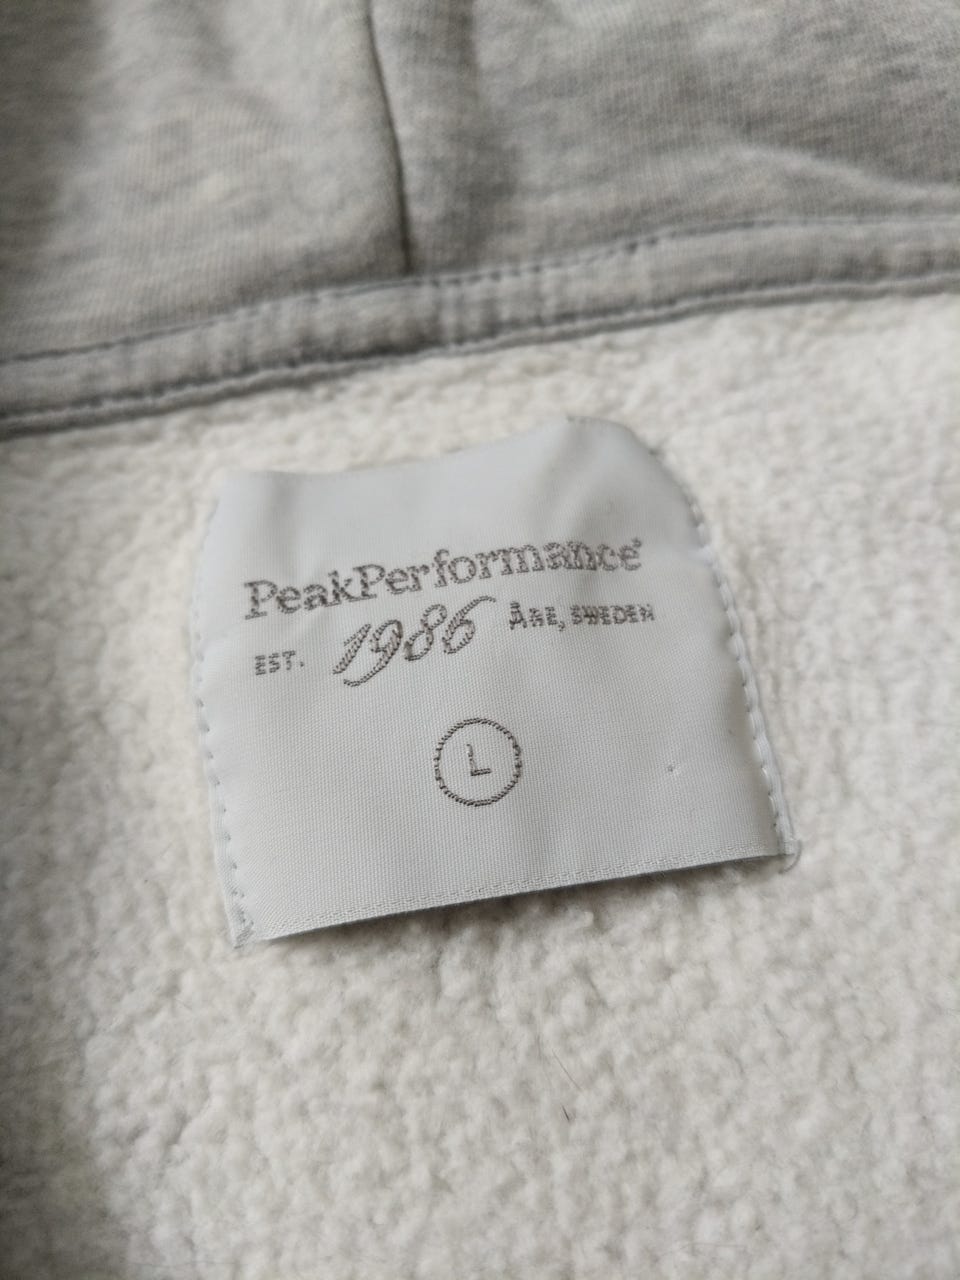 PeakPerformance®
EST. 1986 ÅRE, SWEDEN
L